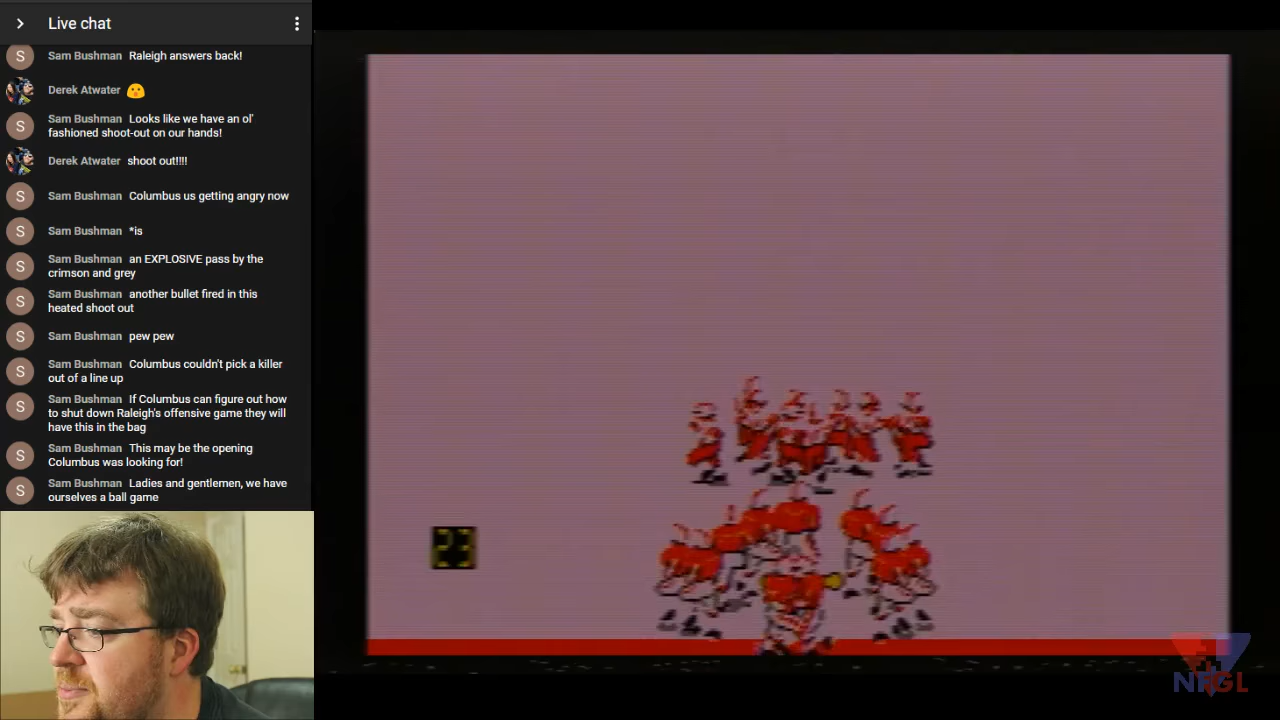 Live chat
S Sam Bushman Raleigh answers back!
Derek Atwater
S Sam Bushman Looks like we have an ol'
fashioned shoot-out on our hands!
Derek Atwater shoot out!!!!
S Sam Bushman Columbus us getting angry now
S Sam Bushman *is
S Sam Bushman an EXPLOSIVE pass by the
crimson and grey
S Sam Bushman another bullet fired in this
heated shoot out
S Sam Bushman pew pew
S Sam Bushman Columbus couldn't pick a killer
out of a line up
S Sam Bushman If Columbus can figure out how
to shut down Raleigh's offensive game they will
have this in the bag
S Sam Bushman This may be the opening
Columbus was looking for!
S Sam Bushman Ladies and gentlemen, we have
ourselves a ball game
23
NFGL